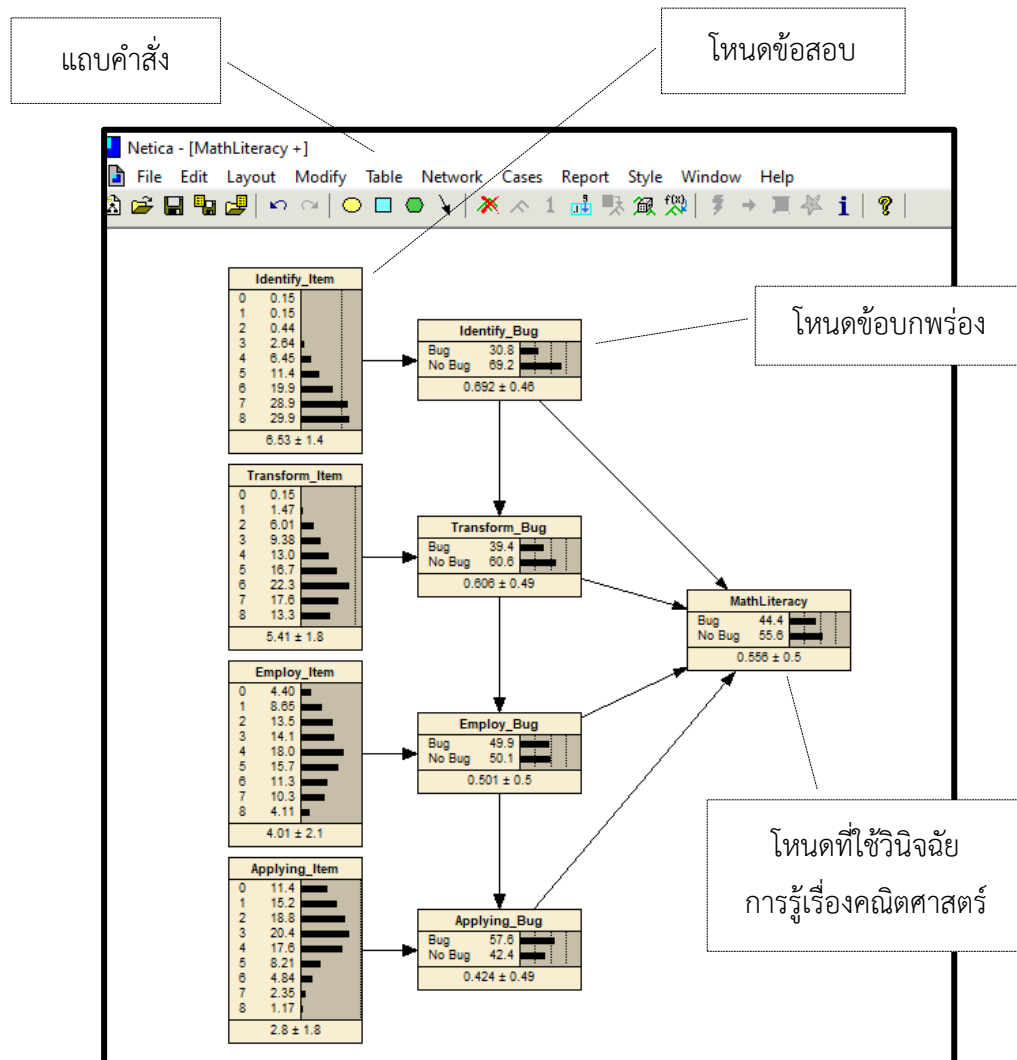 แถบคำสั่ง
โหนดข้อสอบ
Netica - [MathLiteracy +]
File Edit Layout Modify Table Network Cases Report Style Window Help
1 f(x) i ?
Identify_Item
0 0.15
1 0.15
2 0.44
3 2.64
4 6.45
5 11.4
6 19.9
7 28.9
8 29.9
6.53 ± 1.4
Identify_Bug
Bug 30.8
No Bug 69.2
0.692 ± 0.46
โหนดข้อบกพร่อง
Transform_Item
0 0.15
1 1.47
2 6.01
3 9.38
4 13.0
5 16.7
6 22.3
7 17.6
8 13.3
5.41 ± 1.8
Transform_Bug
Bug 39.4
No Bug 60.6
0.606 ± 0.49
MathLiteracy
Bug 44.4
No Bug 55.6
0.556 ± 0.5
Employ_Item
0 4.40
1 8.65
2 13.5
3 14.1
4 18.0
5 15.7
6 11.3
7 10.3
8 4.11
4.01 ± 2.1
Employ_Bug
Bug 49.9
No Bug 50.1
0.501 ± 0.5
โหนดที่ใช้วินิจฉัย
การรู้เรื่องคณิตศาสตร์
Applying_Item
0 11.4
1 15.2
2 18.8
3 20.4
4 17.6
5 8.21
6 4.84
7 2.35
8 1.17
2.8 ± 1.8
Applying_Bug
Bug 57.6
No Bug 42.4
0.424 ± 0.49